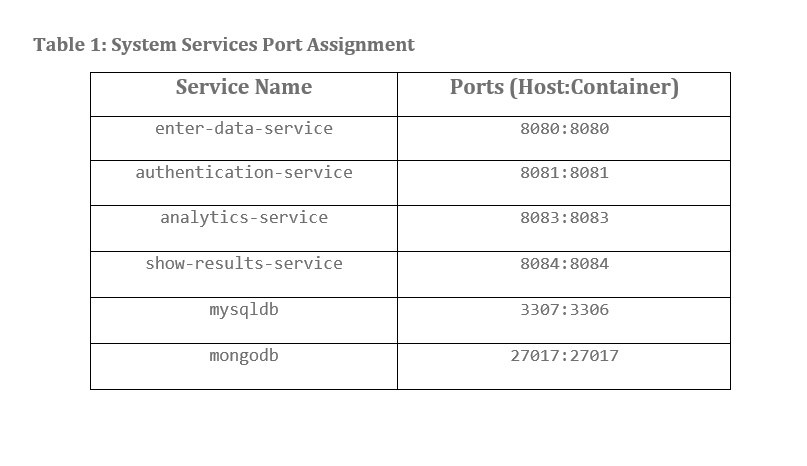 Table 1: System Services Port Assignment
Service Name Ports (Host:Container)
enter-data-service 8080:8080
authentication-service 8081:8081
analytics-service 8083:8083
show-results-service 8084:8084
mysqldb 3307:3306
mongodb 27017:27017